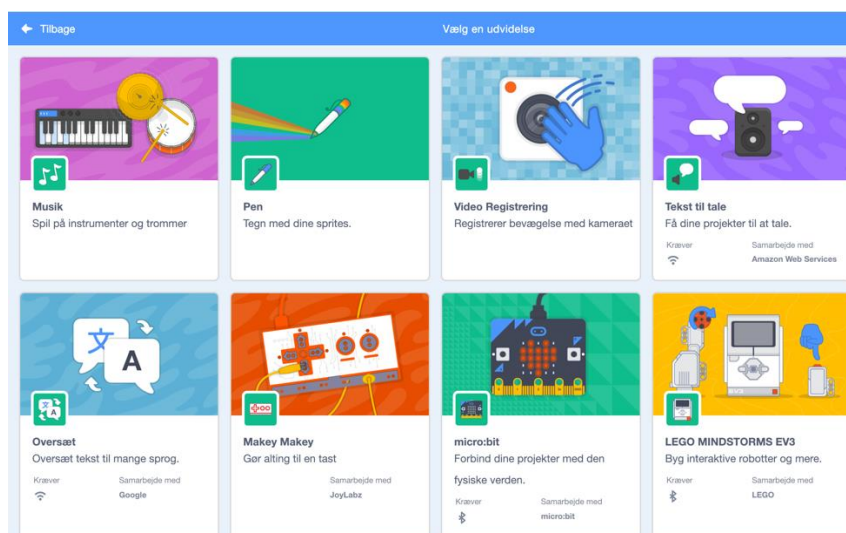 Tilbage
Vælg en udvidelse
Musik
Spil på instrumenter og trommer
Pen
Tegn med dine sprites.
Video Registrering
Registrerer bevægelse med kameraet
Tekst til tale
Få dine projekter til at tale.
Kræver
Samarbejde med
Amazon Web Services
文
A
文
A
Oversæt
Oversæt tekst til mange sprog.
Kræver
Samarbejde med
Google
Makey Makey
Gør alting til en tast
Samarbejde med
JoyLabz
micro:bit
Forbind dine projekter med den
fysiske verden.
Kræver
Samarbejde med
micro:bit
LEGO MINDSTORMS EV3
Byg interaktive robotter og mere.
Kræver
Samarbejde med
LEGO